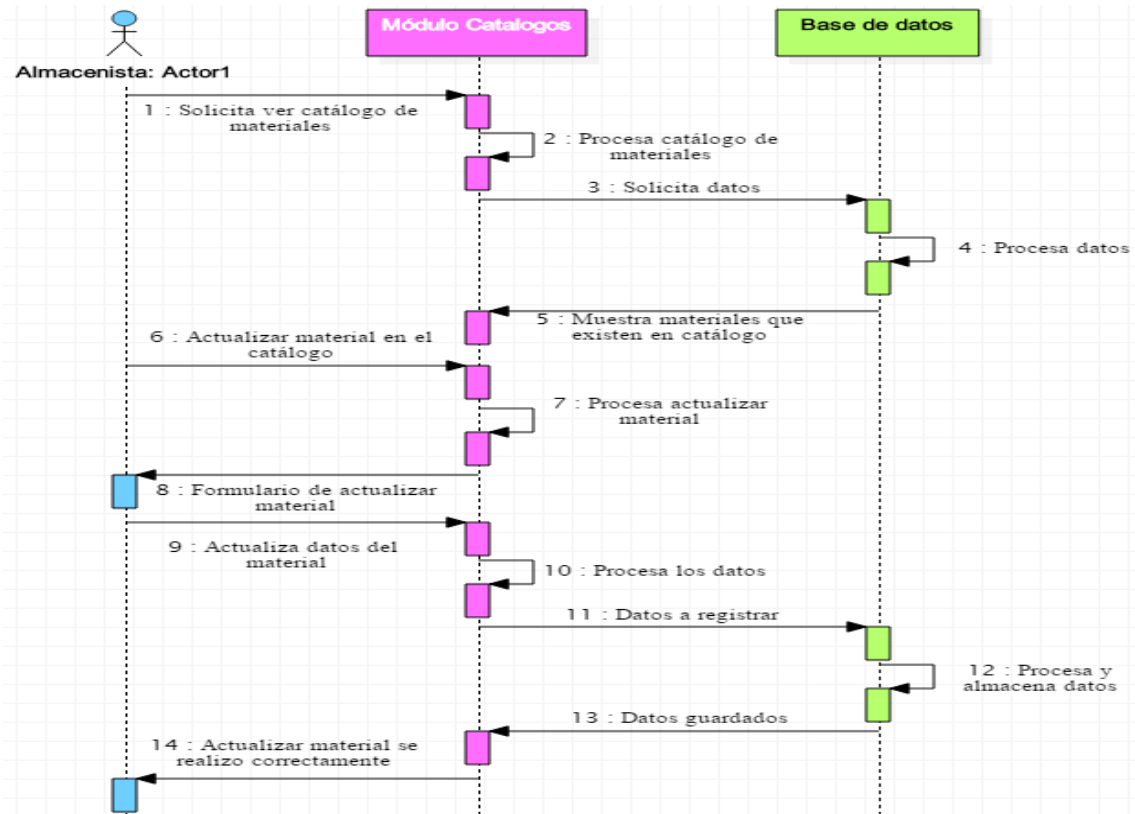 Módulo Catalogos
Base de datos
Almacenista: Actor1
1 : Solicita ver catálogo de
materiales
2 : Procesa catálogo de
materiales
3 : Solicita datos
4 : Procesa datos
5 : Muestra materiales que
existen en catálogo
6 : Actualizar material en el
catálogo
7 : Procesa actualizar
material
8 : Formulario de actualizar
material
9 : Actualiza datos del
material
10 : Procesa los datos
11 : Datos a registrar
12 : Procesa y
almacena datos
13 : Datos guardados
14 : Actualizar material se
realizo correctamente